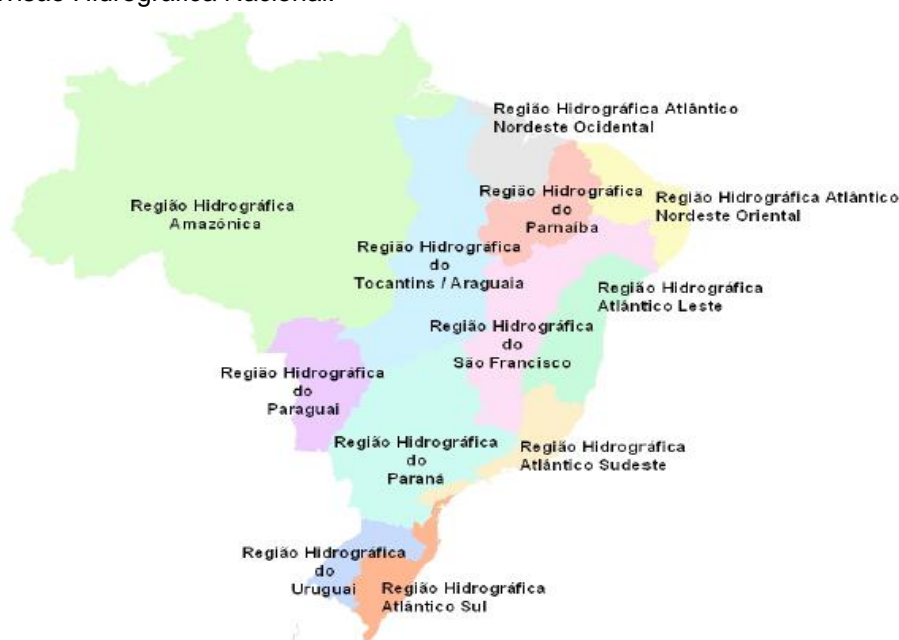 Hidrográfica Nacional.
Região Hidrográfica Atlântico
Nordeste Ocidental
Região Hidrográfica
do
Parnaíba
Região Hidrográfica Atlântico
Nordeste Oriental
Região Hidrográfica
Amazónica
Região Hidrográfica
do
Tocantins / Araguaia
Região Hidrográfica
Atlântico Leste
Região Hidrográfica
do
São Francisco
Região Hidrográfica
do
Paraguai
Região Hidrográfica
do
Paraná
Região Hidrográfica
Atlântico Sudeste
Região Hidrográfica
do
Uruguai
Região Hidrográfica
Atlântico Sul